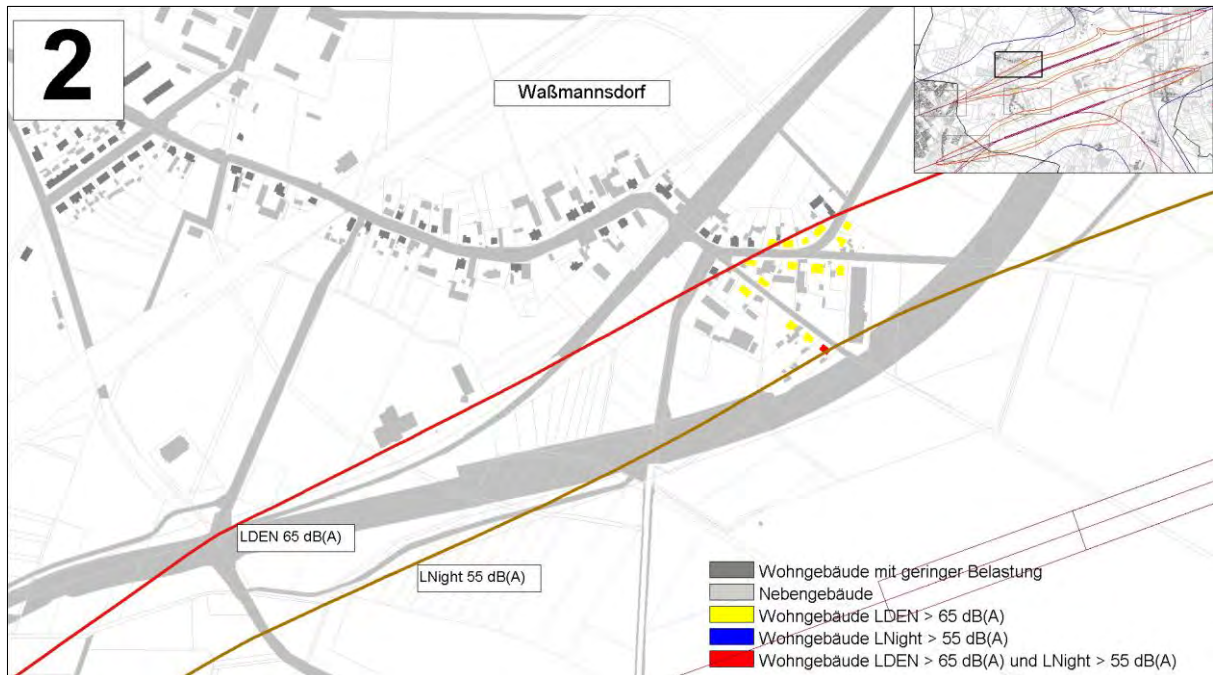 2
Waßmannsdorf
LDEN 65 dB(A)
LNight 55 dB(A)
Wohngebäude mit geringer Belastung
Nebengebäude
Wohngebäude LDEN > 65 dB(A)
Wohngebäude LNight > 55 dB(A)
Wohngebäude LDEN > 65 dB(A) und LNight > 55 dB(A)